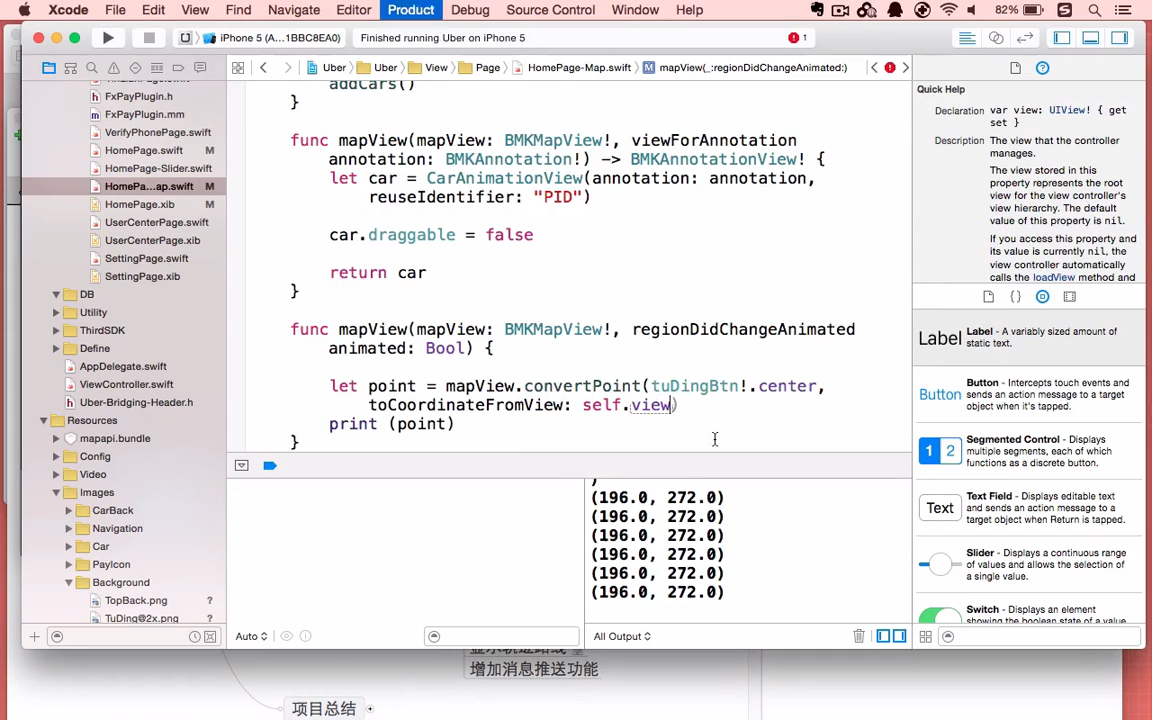 Xcode File Edit View Find Navigate Editor Product Debug Source Control Window Help 82%
iPhone 5 (A...1BBC8EA0) Finished running Uber on iPhone 5 1
Uber Uber View Page HomePage-Map.swift M mapView(_:regionDidChangeAnimated:)
FxPayPlugin.h
FxPayPlugin.mm
VerifyPhonePage.swift
HomePage.swift M
HomePage-Slider.swift
HomePa...ap.swift M
HomePage.xib M
UserCenterPage.swift
UserCenterPage.xib
SettingPage.swift
SettingPage.xib
DB
Utility
ThirdSDK
Define
AppDelegate.swift
ViewController.swift
Uber-Bridging-Header.h
Resources
mapapi.bundle
Config
Video
Images
CarBack
Navigation
Car
PayIcon
Background
TopBack.png ?
TuDing@2x.png ?
addCars()
}
func mapView(mapView: BMKMapView!, viewForAnnotation
annotation: BMKAnnotation!) -> BMKAnnotationView! {
let car = CarAnimationView(annotation: annotation,
reuseIdentifier: "PID")
car.draggable = false
return car
}
func mapView(mapView: BMKMapView!, regionDidChangeAnimated
animated: Bool) {
let point = mapView.convertPoint(tuDingBtn!.center,
toCoordinateFromView: self.view)
print (point)
}
)
(196.0, 272.0)
(196.0, 272.0)
(196.0, 272.0)
(196.0, 272.0)
(196.0, 272.0)
(196.0, 272.0)
Auto
All Output
Quick Help
Declaration var view: UIView! { get
set }
Description The view that the controller
manages.
The view stored in this
property represents the root
view for the view controller's
view hierarchy. The default
value of this property is nil.
If you access this property and
its value is currently nil, the
view controller automatically
calls the loadView method and
Label
Label - A variably sized amount of
static text.
Button
Button - Intercepts touch events and
sends an action message to a
target object when it's tapped.
1 2
Segmented Control - Displays
multiple segments, each of which
functions as a discrete button.
Text
Text Field - Displays editable text
and sends an action message to a
target object when Return is tapped.
Slider - Displays a continuous range
of values and allows the selection of
a single value.
Switch - Displays an element
showing the boolean state of a value.
显示轨迹路线
增加消息推送功能
项目总结